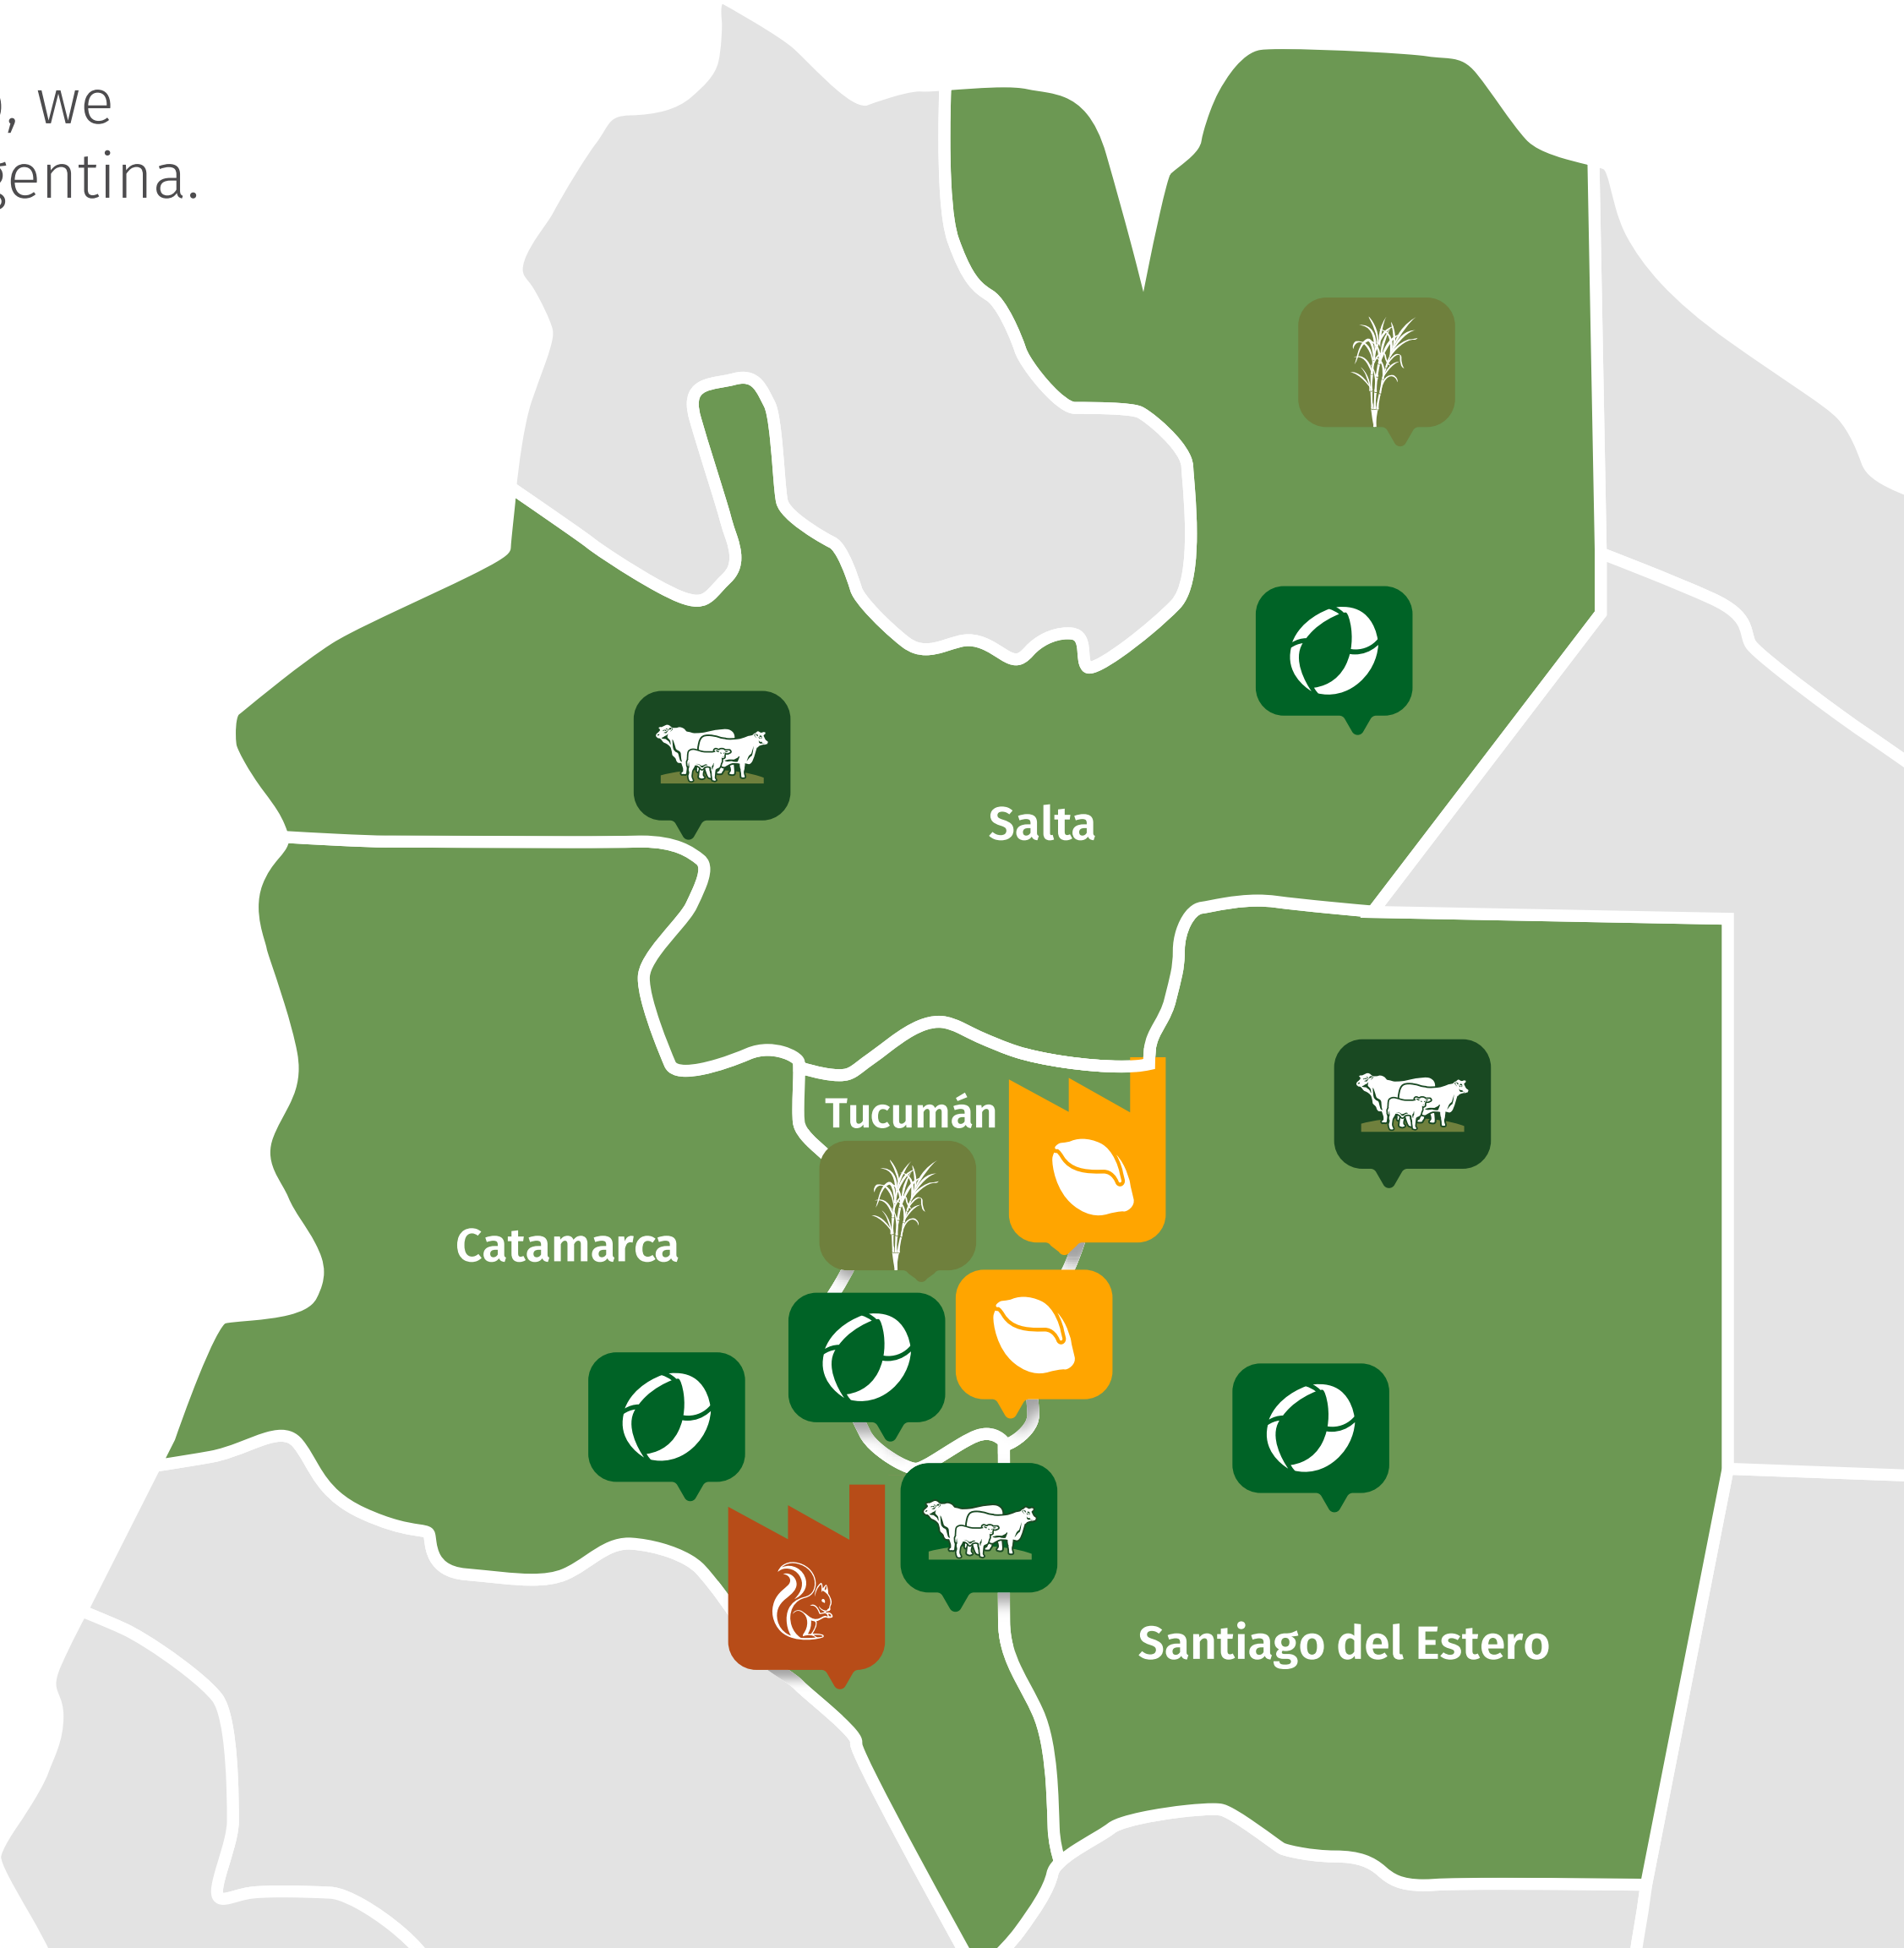 , we
gentina.
Salta
Tucumán
Catamarca
Santiago del Estero